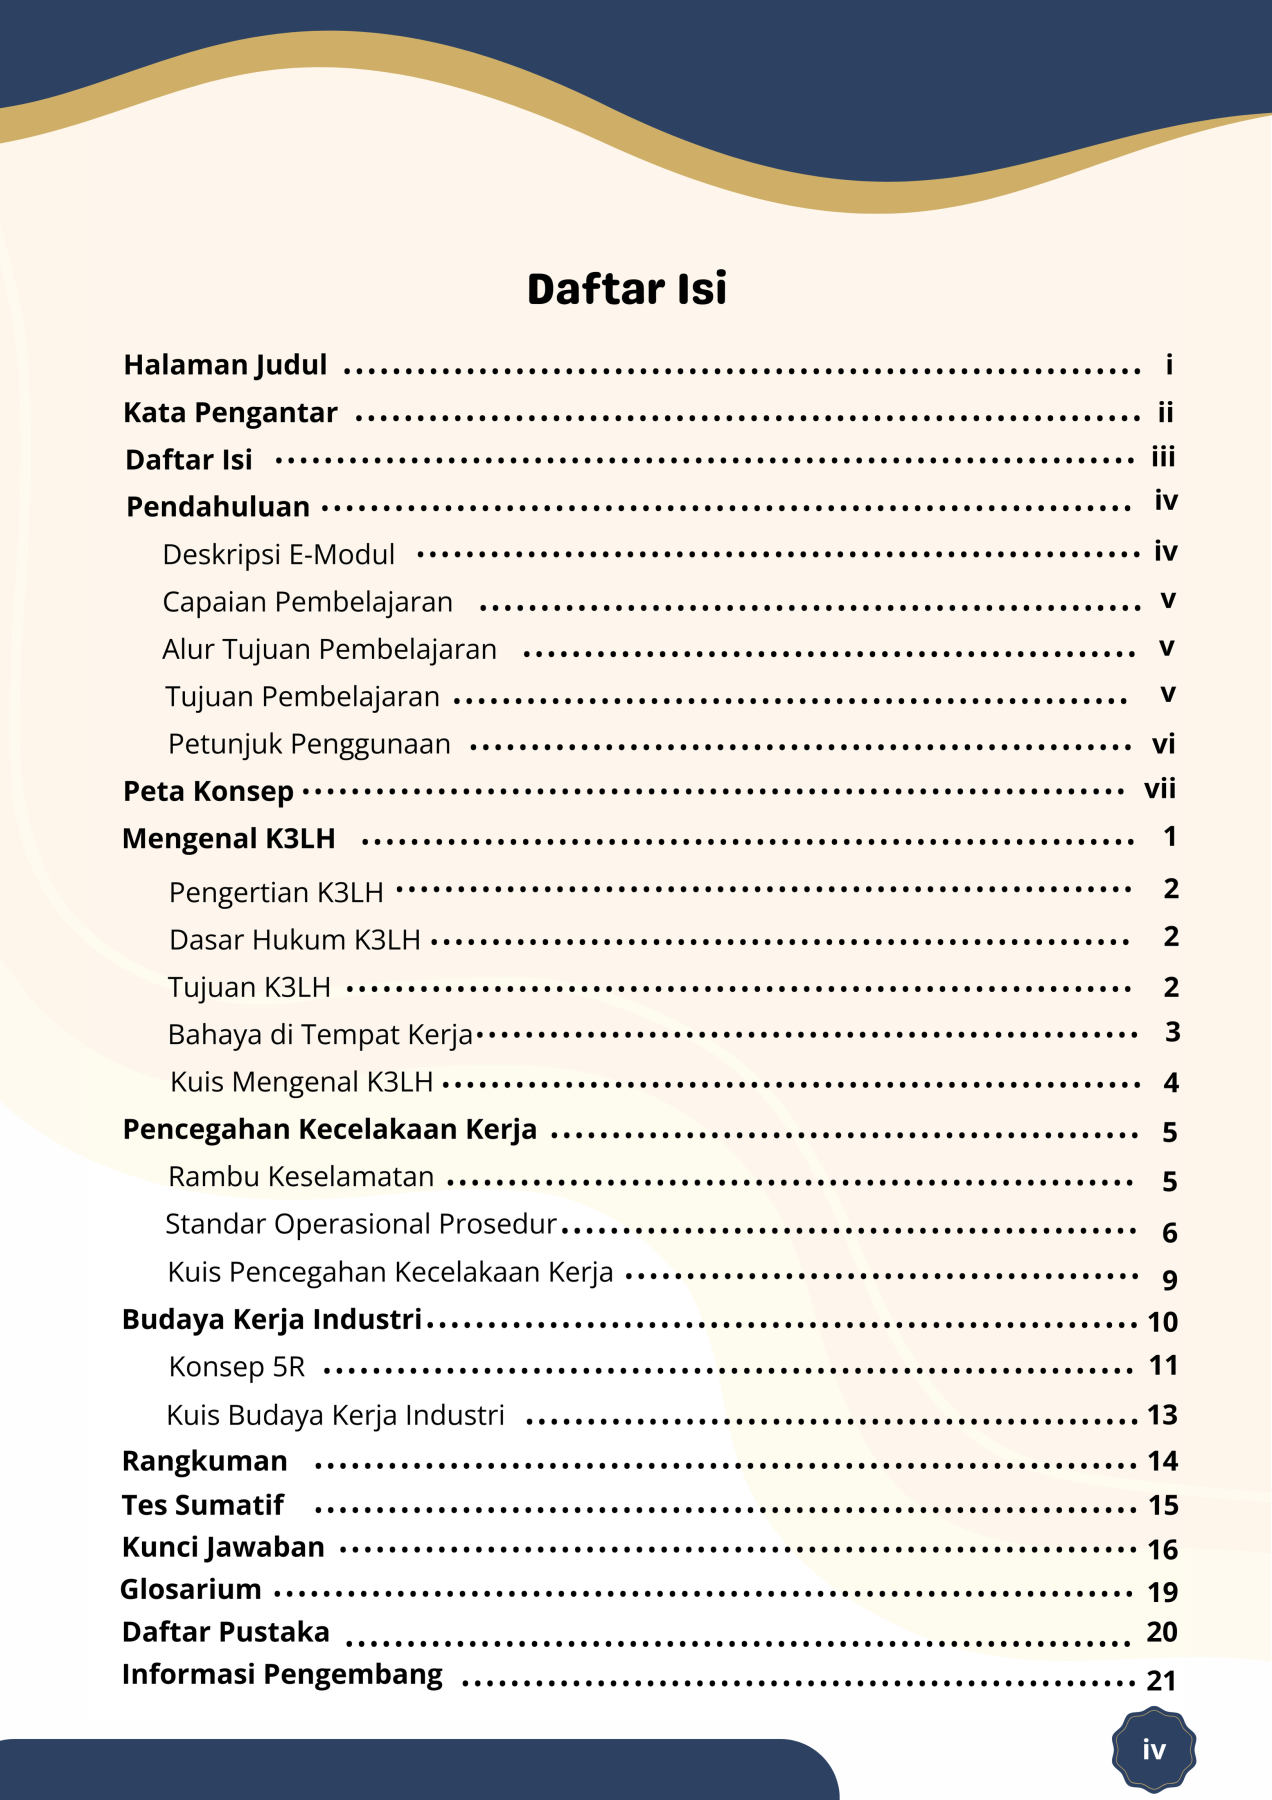 Daftar Isi
Halaman Judul ........ i
Kata Pengantar ........ ii
Daftar Isi ........ iii
Pendahuluan ........ iv
Deskripsi E-Modul ........ iv
Capaian Pembelajaran ........ v
Alur Tujuan Pembelajaran ........ v
Tujuan Pembelajaran ........ v
Petunjuk Penggunaan ........ vi
Peta Konsep ........ vii
Mengenal K3LH ........ 1
Pengertian K3LH ........ 2
Dasar Hukum K3LH ........ 2
Tujuan K3LH ........ 2
Bahaya di Tempat Kerja ........ 3
Kuis Mengenal K3LH ........ 4
Pencegahan Kecelakaan Kerja ........ 5
Rambu Keselamatan ........ 5
Standar Operasional Prosedur ........ 6
Kuis Pencegahan Kecelakaan Kerja ........ 9
Budaya Kerja Industri ........ 10
Konsep 5R ........ 11
Kuis Budaya Kerja Industri ........ 13
Rangkuman ........ 14
Tes Sumatif ........ 15
Kunci Jawaban ........ 16
Glosarium ........ 19
Daftar Pustaka ........ 20
Informasi Pengembang ........ 21
iv